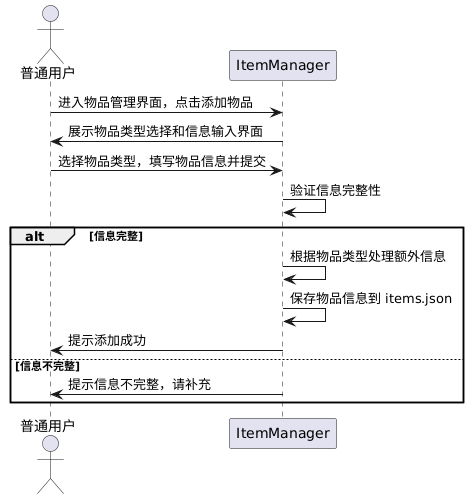 普通用户
ItemManager
进入物品管理界面，点击添加物品
展示物品类型选择和信息输入界面
选择物品类型，填写物品信息并提交
验证信息完整性
alt [信息完整]
根据物品类型处理额外信息
保存物品信息到 items.json
提示添加成功
[信息不完整]
提示信息不完整，请补充
普通用户
ItemManager